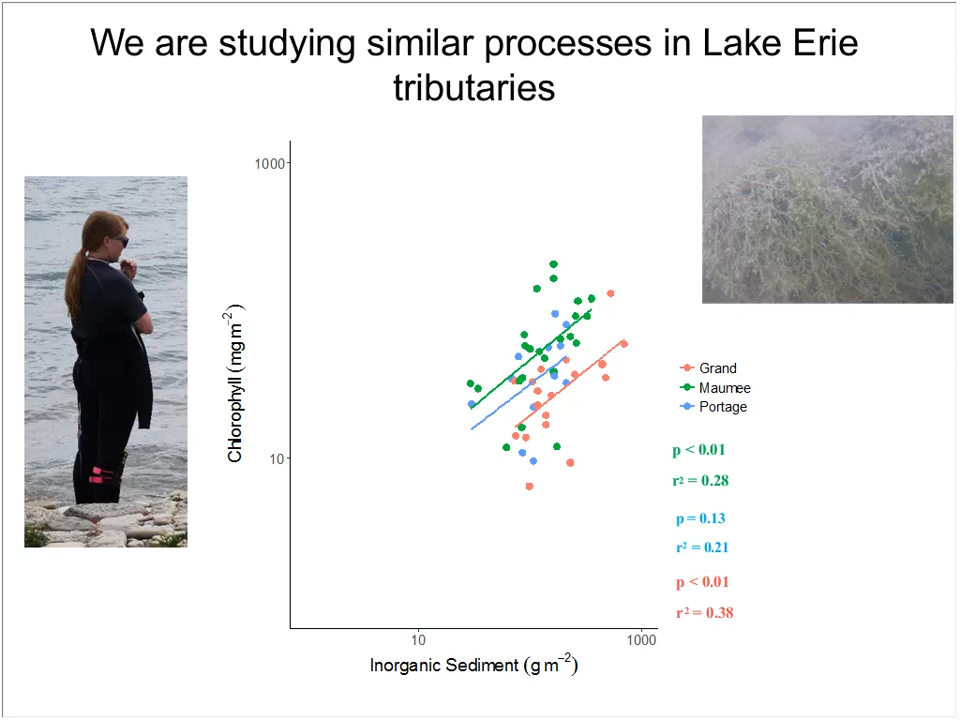 We are studying similar processes in Lake Erie
tributaries
1000
10
Chlorophyll (mg m⁻²)
10
1000
Inorganic Sediment (g m⁻²)
Grand
Maumee
Portage
p < 0.01
r² = 0.28
p = 0.13
r² = 0.21
p < 0.01
r² = 0.38